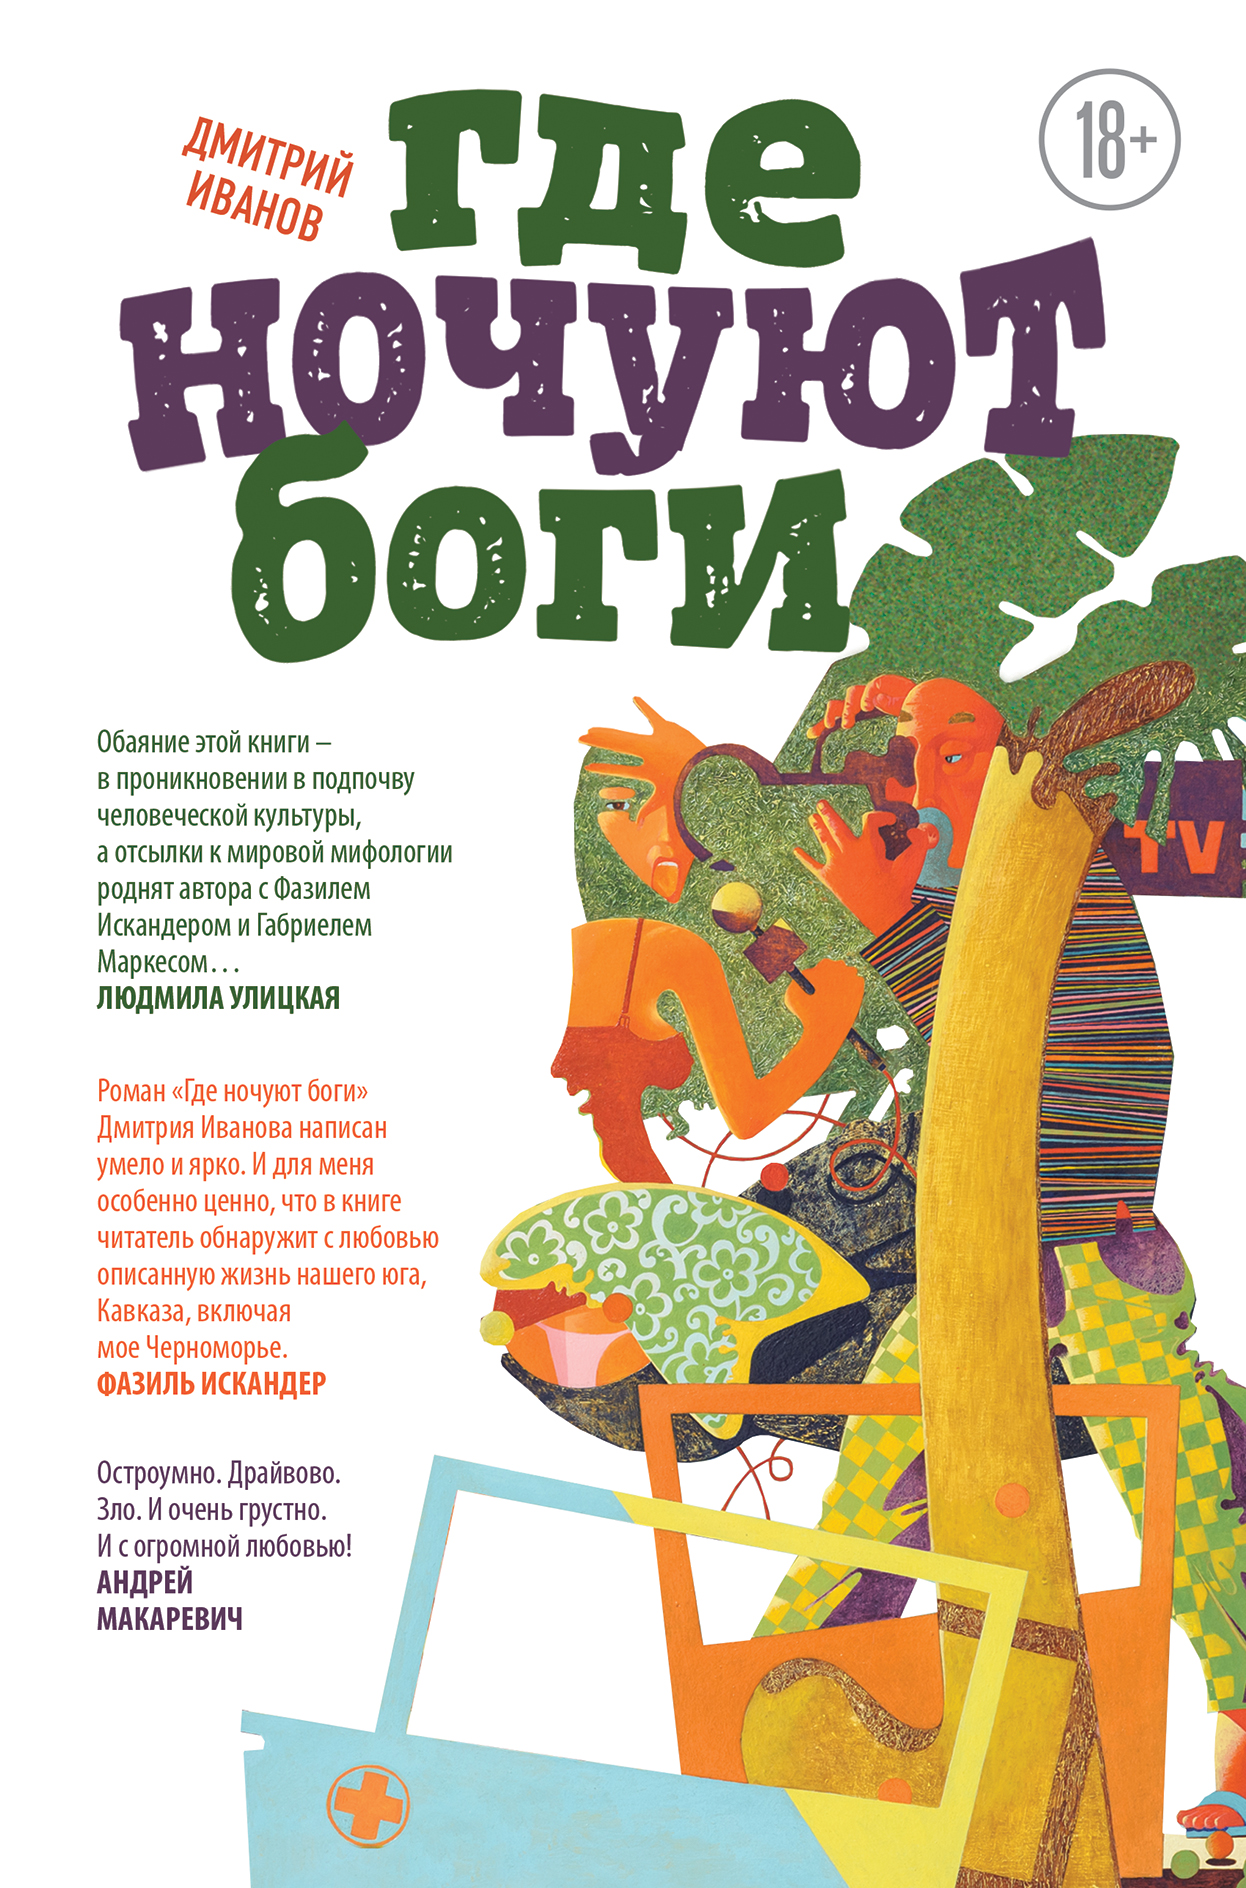 ДМИТРИЙ
ИВАНОВ
где
ночуют
боги
18+
Обаяние этой книги –
в проникновении в подпочву
человеческой культуры,
а отсылки к мировой мифологии
роднят автора с Фазилем
Искандером и Габриелем
Маркесом…
ЛЮДМИЛА УЛИЦКАЯ
Роман «Где ночуют боги»
Дмитрия Иванова написан
умело и ярко. И для меня
особенно ценно, что в книге
читатель обнаружит с любовью
описанную жизнь нашего юга,
Кавказа, включая
мое Черноморье.
ФАЗИЛЬ ИСКАНДЕР
Остроумно. Драйвово.
Зло. И очень грустно.
И с огромной любовью!
АНДРЕЙ
МАКАРЕВИЧ
TV